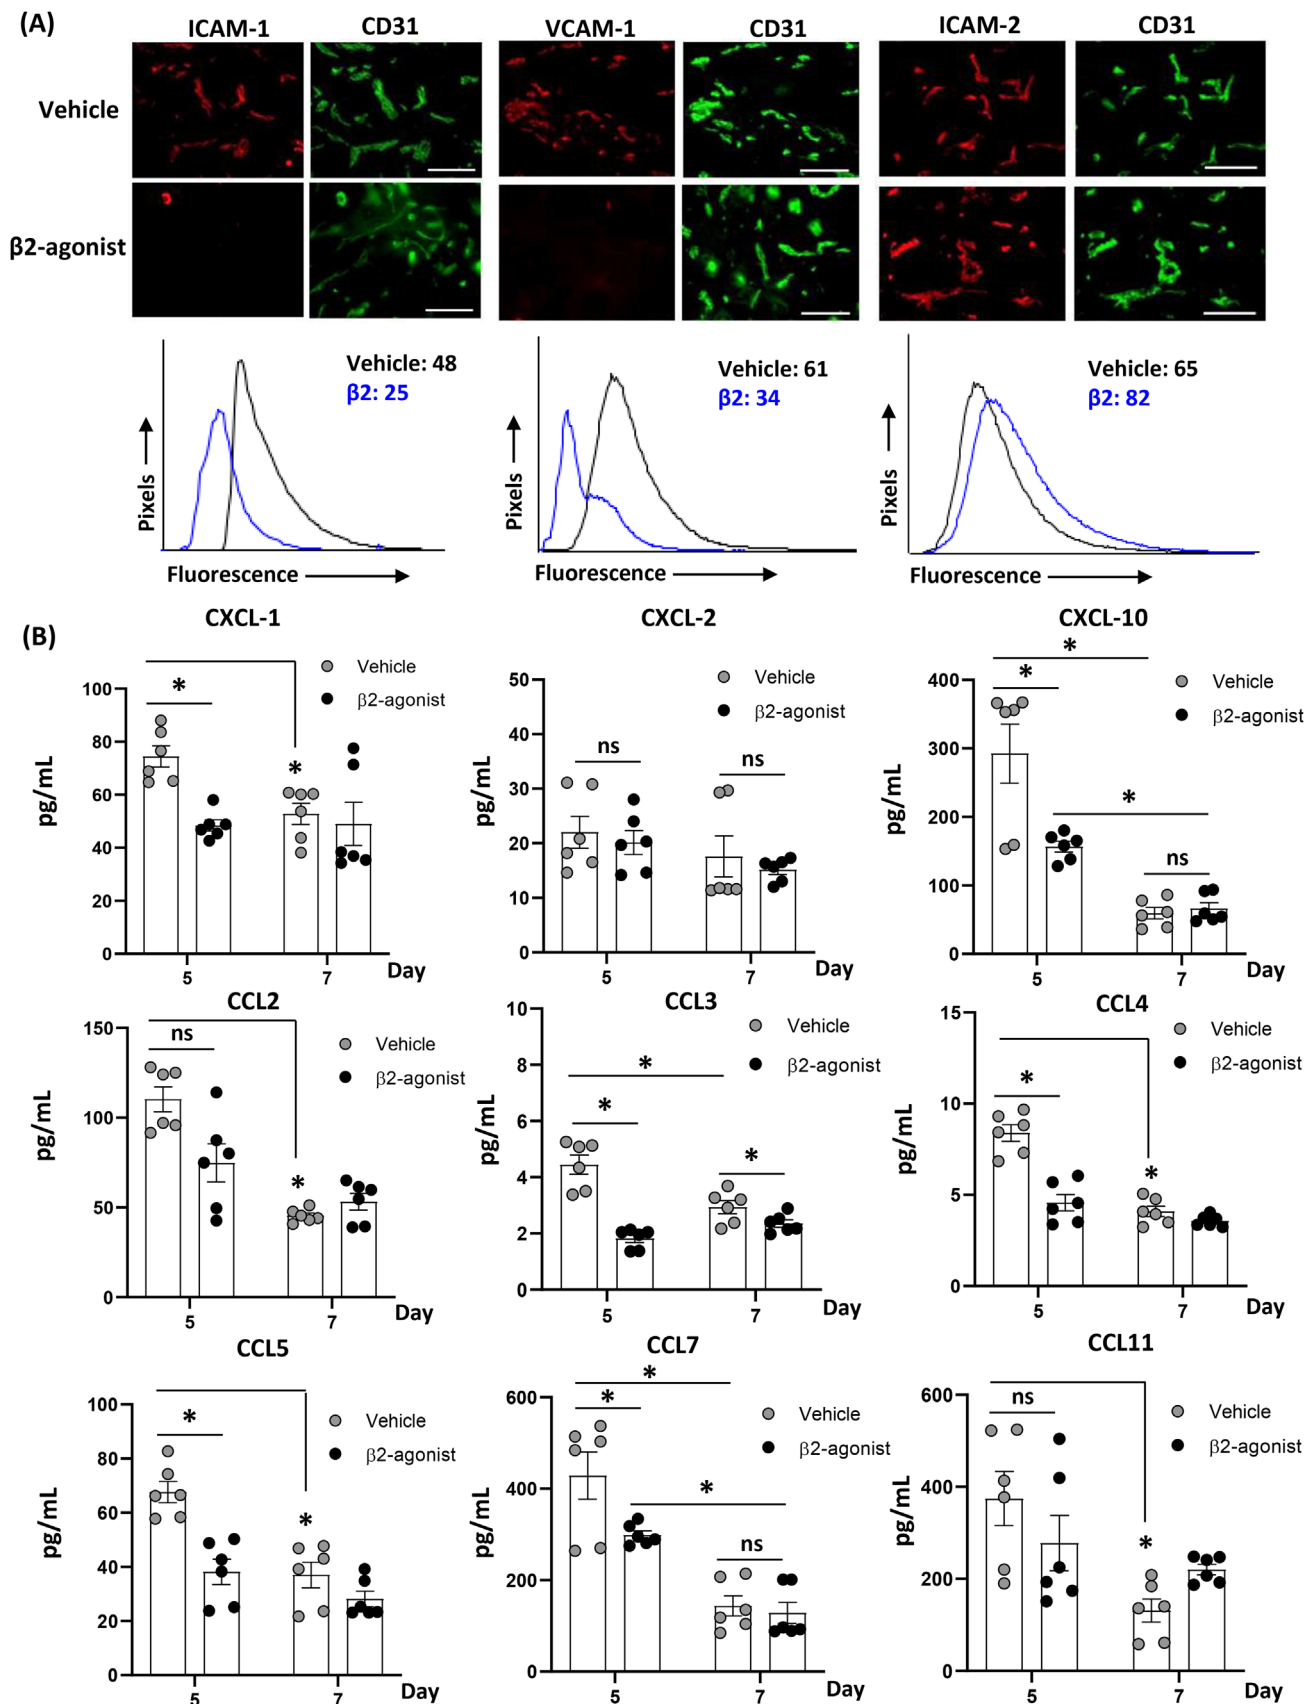 (A)
ICAM-1 CD31 VCAM-1 CD31 ICAM-2 CD31
Vehicle
β2-agonist
Vehicle: 48
β2: 25
Pixels
Fluorescence
Vehicle: 61
β2: 34
Pixels
Fluorescence
Vehicle: 65
β2: 82
Pixels
Fluorescence
(B)
CXCL-1
Vehicle
β2-agonist
*
*
pg/mL
100
80
60
40
20
0
5 7 Day
CXCL-2
Vehicle
β2-agonist
ns
ns
pg/mL
50
40
30
20
10
0
5 7 Day
CXCL-10
*
*
Vehicle
β2-agonist
*
ns
pg/mL
400
300
200
100
0
5 7 Day
CCL2
ns
Vehicle
β2-agonist
*
pg/mL
150
100
50
0
5 7 Day
CCL3
Vehicle
β2-agonist
*
*
*
pg/mL
10
8
6
4
2
0
5 7 Day
CCL4
Vehicle
β2-agonist
*
*
pg/mL
15
10
5
0
5 7 Day
CCL5
Vehicle
β2-agonist
*
*
pg/mL
100
80
60
40
20
0
5 7 Day
CCL7
*
*
Vehicle
β2-agonist
*
ns
pg/mL
600
400
200
0
5 7 Day
CCL11
ns
Vehicle
β2-agonist
*
pg/mL
600
400
200
0
5 7 Day